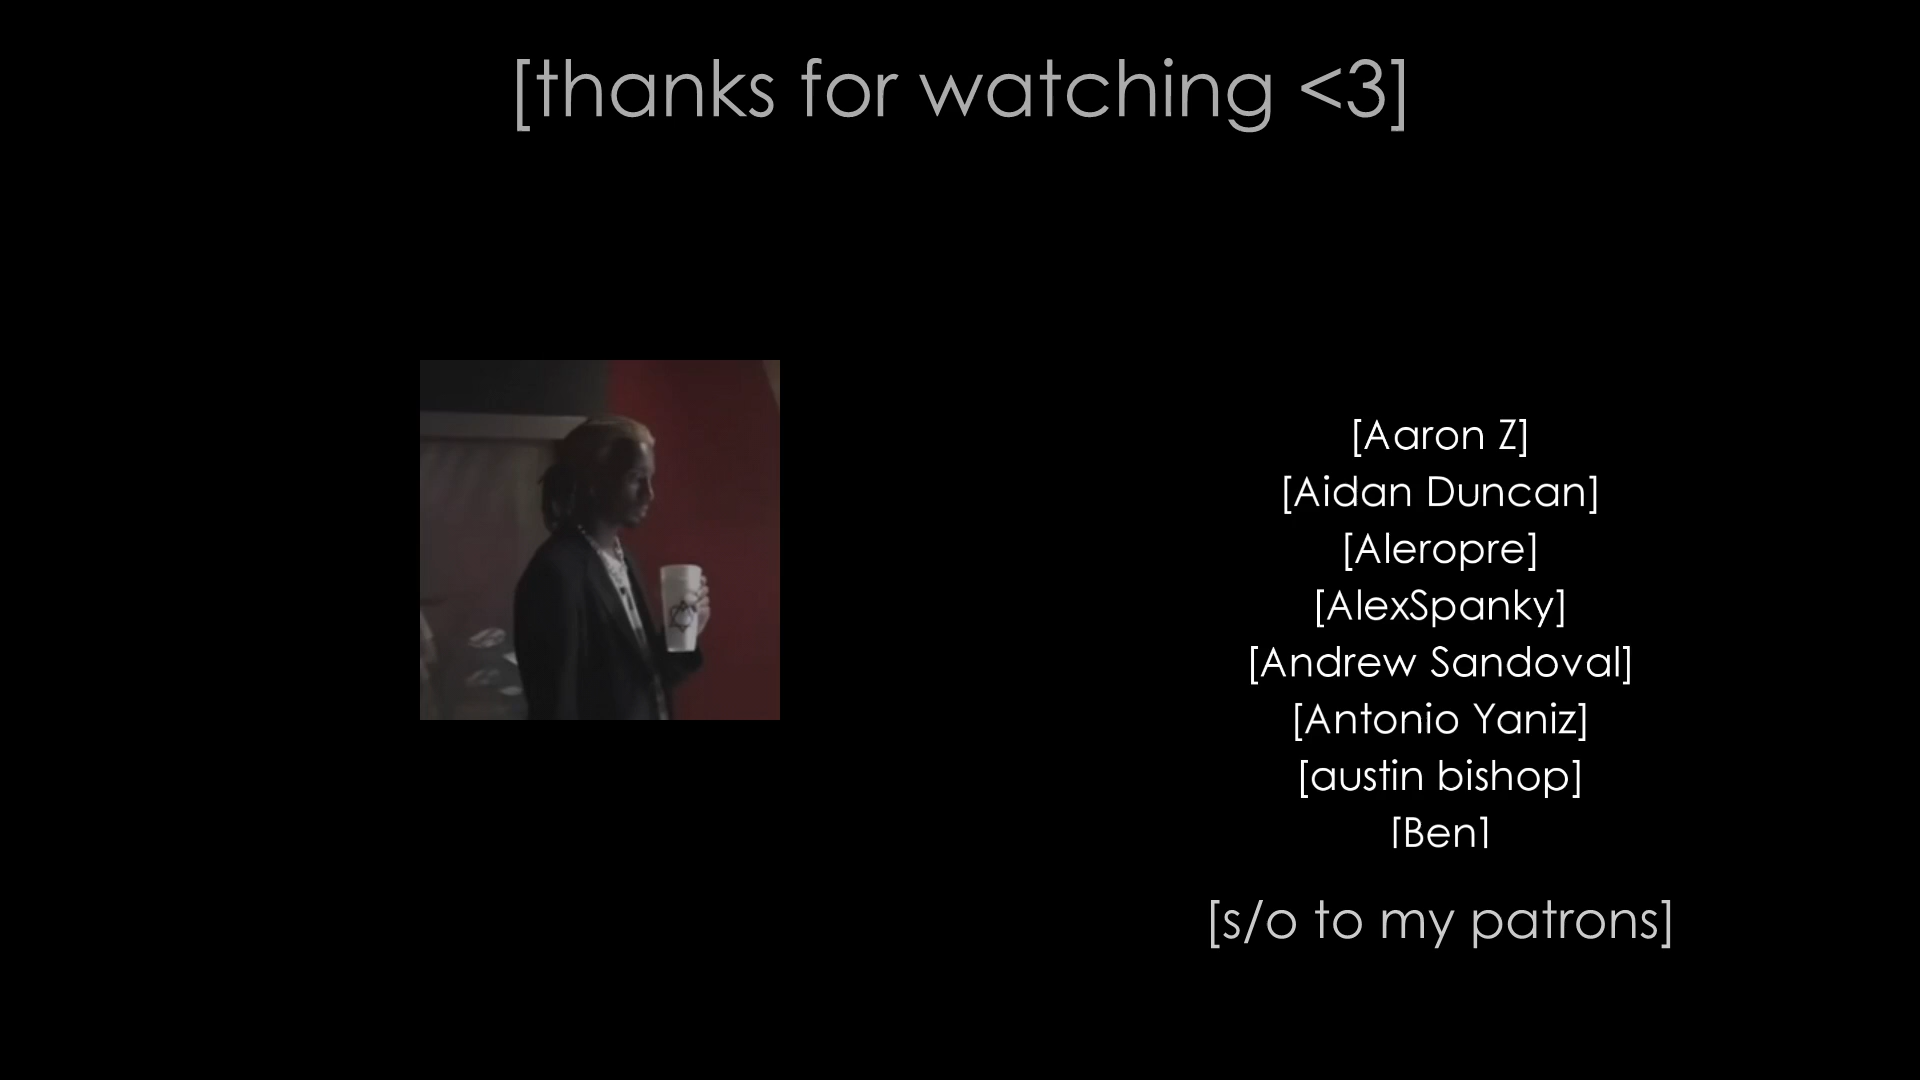 [thanks for watching <3]
[Aaron Z]
[Aidan Duncan]
[Aleropre]
[AlexSpanky]
[Andrew Sandoval]
[Antonio Yaniz]
[austin bishop]
[Ben]
[s/o to my patrons]